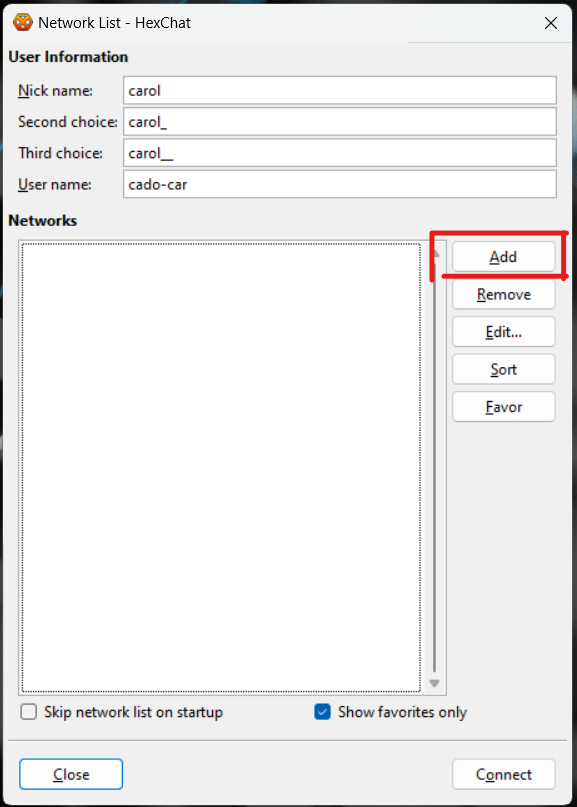 Network List - HexChat
User Information
Nick name: carol
Second choice: carol_
Third choice: carol__
User name: cado-car
Networks
Add
Remove
Edit...
Sort
Favor
Skip network list on startup Show favorites only
Close Connect